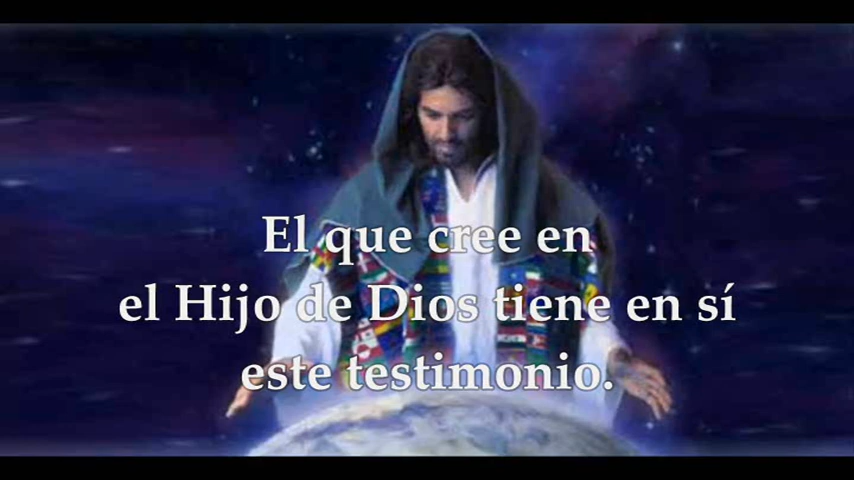 El que cree en
el Hijo de Dios tiene en sí
este testimonio.